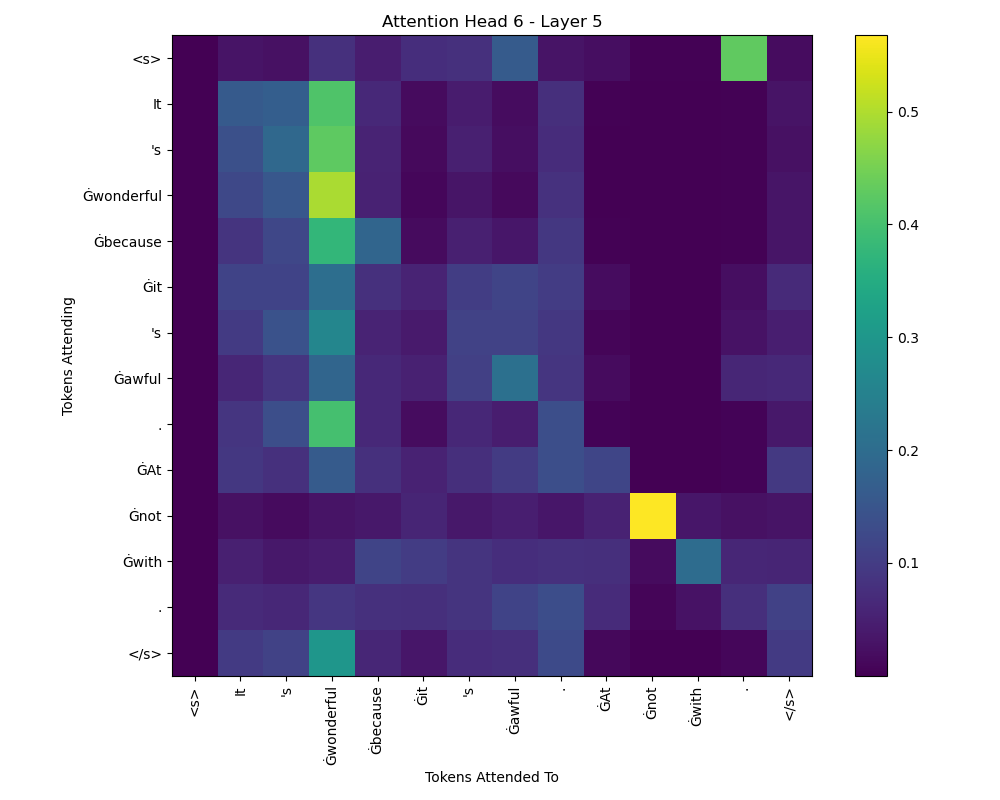 Attention Head 6 - Layer 5
Tokens Attending
<s>
It
's
Ġwonderful
Ġbecause
Ġit
's
Ġawful
.
ĠAt
Ġnot
Ġwith
.
</s>
<s>
It
's
Ġwonderful
Ġbecause
Ġit
's
Ġawful
.
ĠAt
Ġnot
Ġwith
.
</s>
Tokens Attended To
0.5
0.4
0.3
0.2
0.1